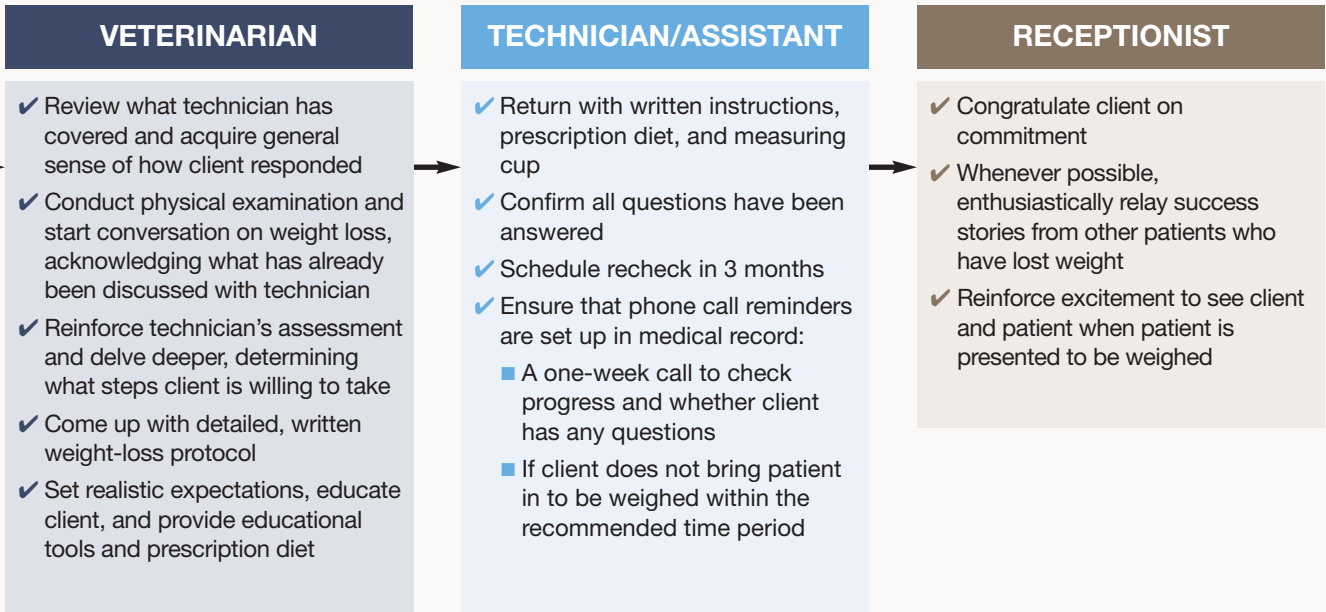 VETERINARIAN
✔ Review what technician has
covered and acquire general
sense of how client responded
✔ Conduct physical examination and
start conversation on weight loss,
acknowledging what has already
been discussed with technician
✔ Reinforce technician's assessment
and delve deeper, determining
what steps client is willing to take
✔ Come up with detailed, written
weight-loss protocol
✔ Set realistic expectations, educate
client, and provide educational
tools and prescription diet
TECHNICIAN/ASSISTANT
✔ Return with written instructions,
prescription diet, and measuring
cup
✔ Confirm all questions have been
answered
✔ Schedule recheck in 3 months
✔ Ensure that phone call reminders
are set up in medical record:
■ A one-week call to check
progress and whether client
has any questions
■ If client does not bring patient
in to be weighed within the
recommended time period
RECEPTIONIST
✔ Congratulate client on
commitment
✔ Whenever possible,
enthusiastically relay success
stories from other patients who
have lost weight
✔ Reinforce excitement to see client
and patient when patient is
presented to be weighed